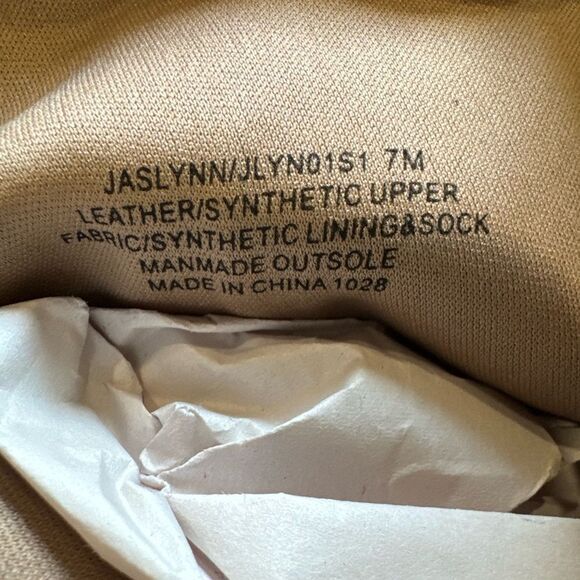 JASLYNN/JLYN01S1 7M
LEATHER/SYNTHETIC UPPER
FABRIC/SYNTHETIC LINING&SOCK
MANMADE OUTSOLE
MADE IN CHINA 1028